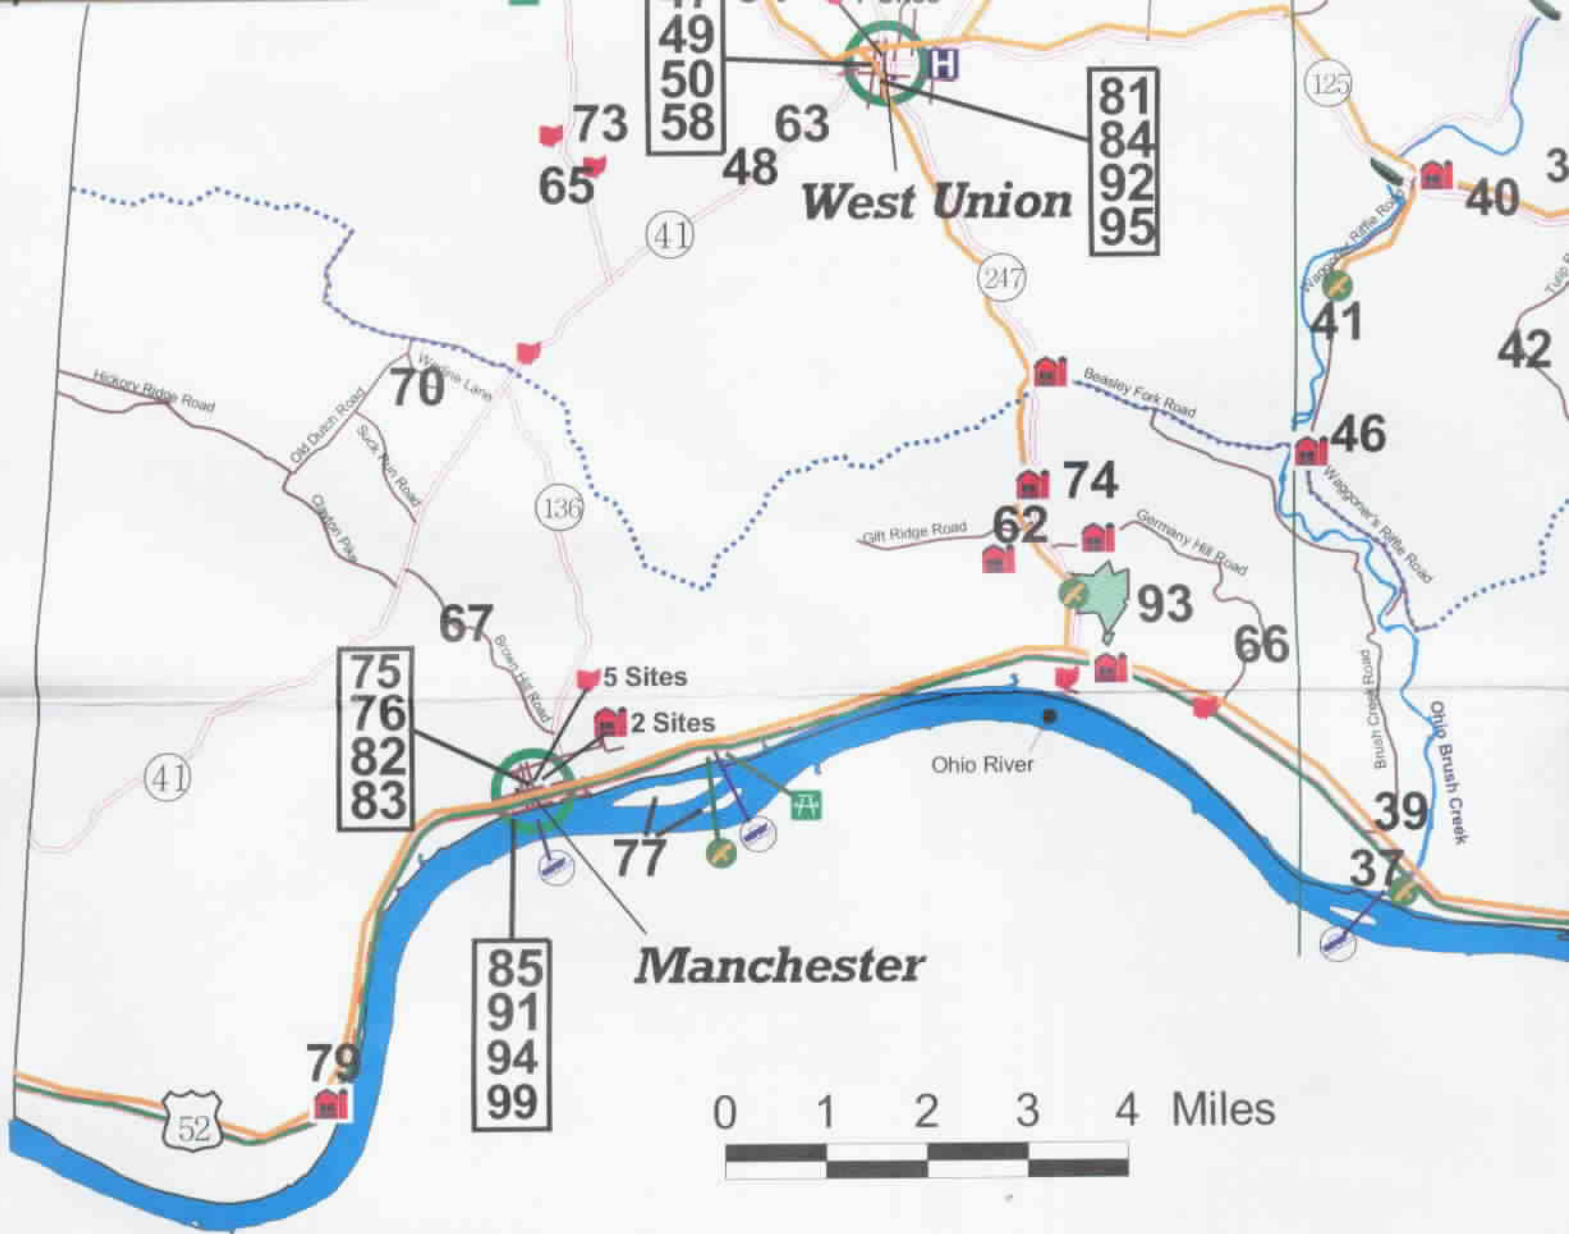 49
50
58
H
125
81
84
92
95
73
63
65
48
West Union
40
41
247
Waggoner Riffle Road
41
42
70
Beasley Fork Road
Hickory Ridge Road
Old Dutch Road
Suck Run Road
46
136
74
Waggoner's Riffle Road
Clayton Pike
Gift Ridge Road
62
Germany Hill Road
93
67
66
Brown Hill Road
75
76
82
83
5 Sites
2 Sites
Brush Creek Road
Ohio Brush Creek
Ohio River
41
39
37
77
Manchester
85
91
94
99
79
52
0 1 2 3 4 Miles